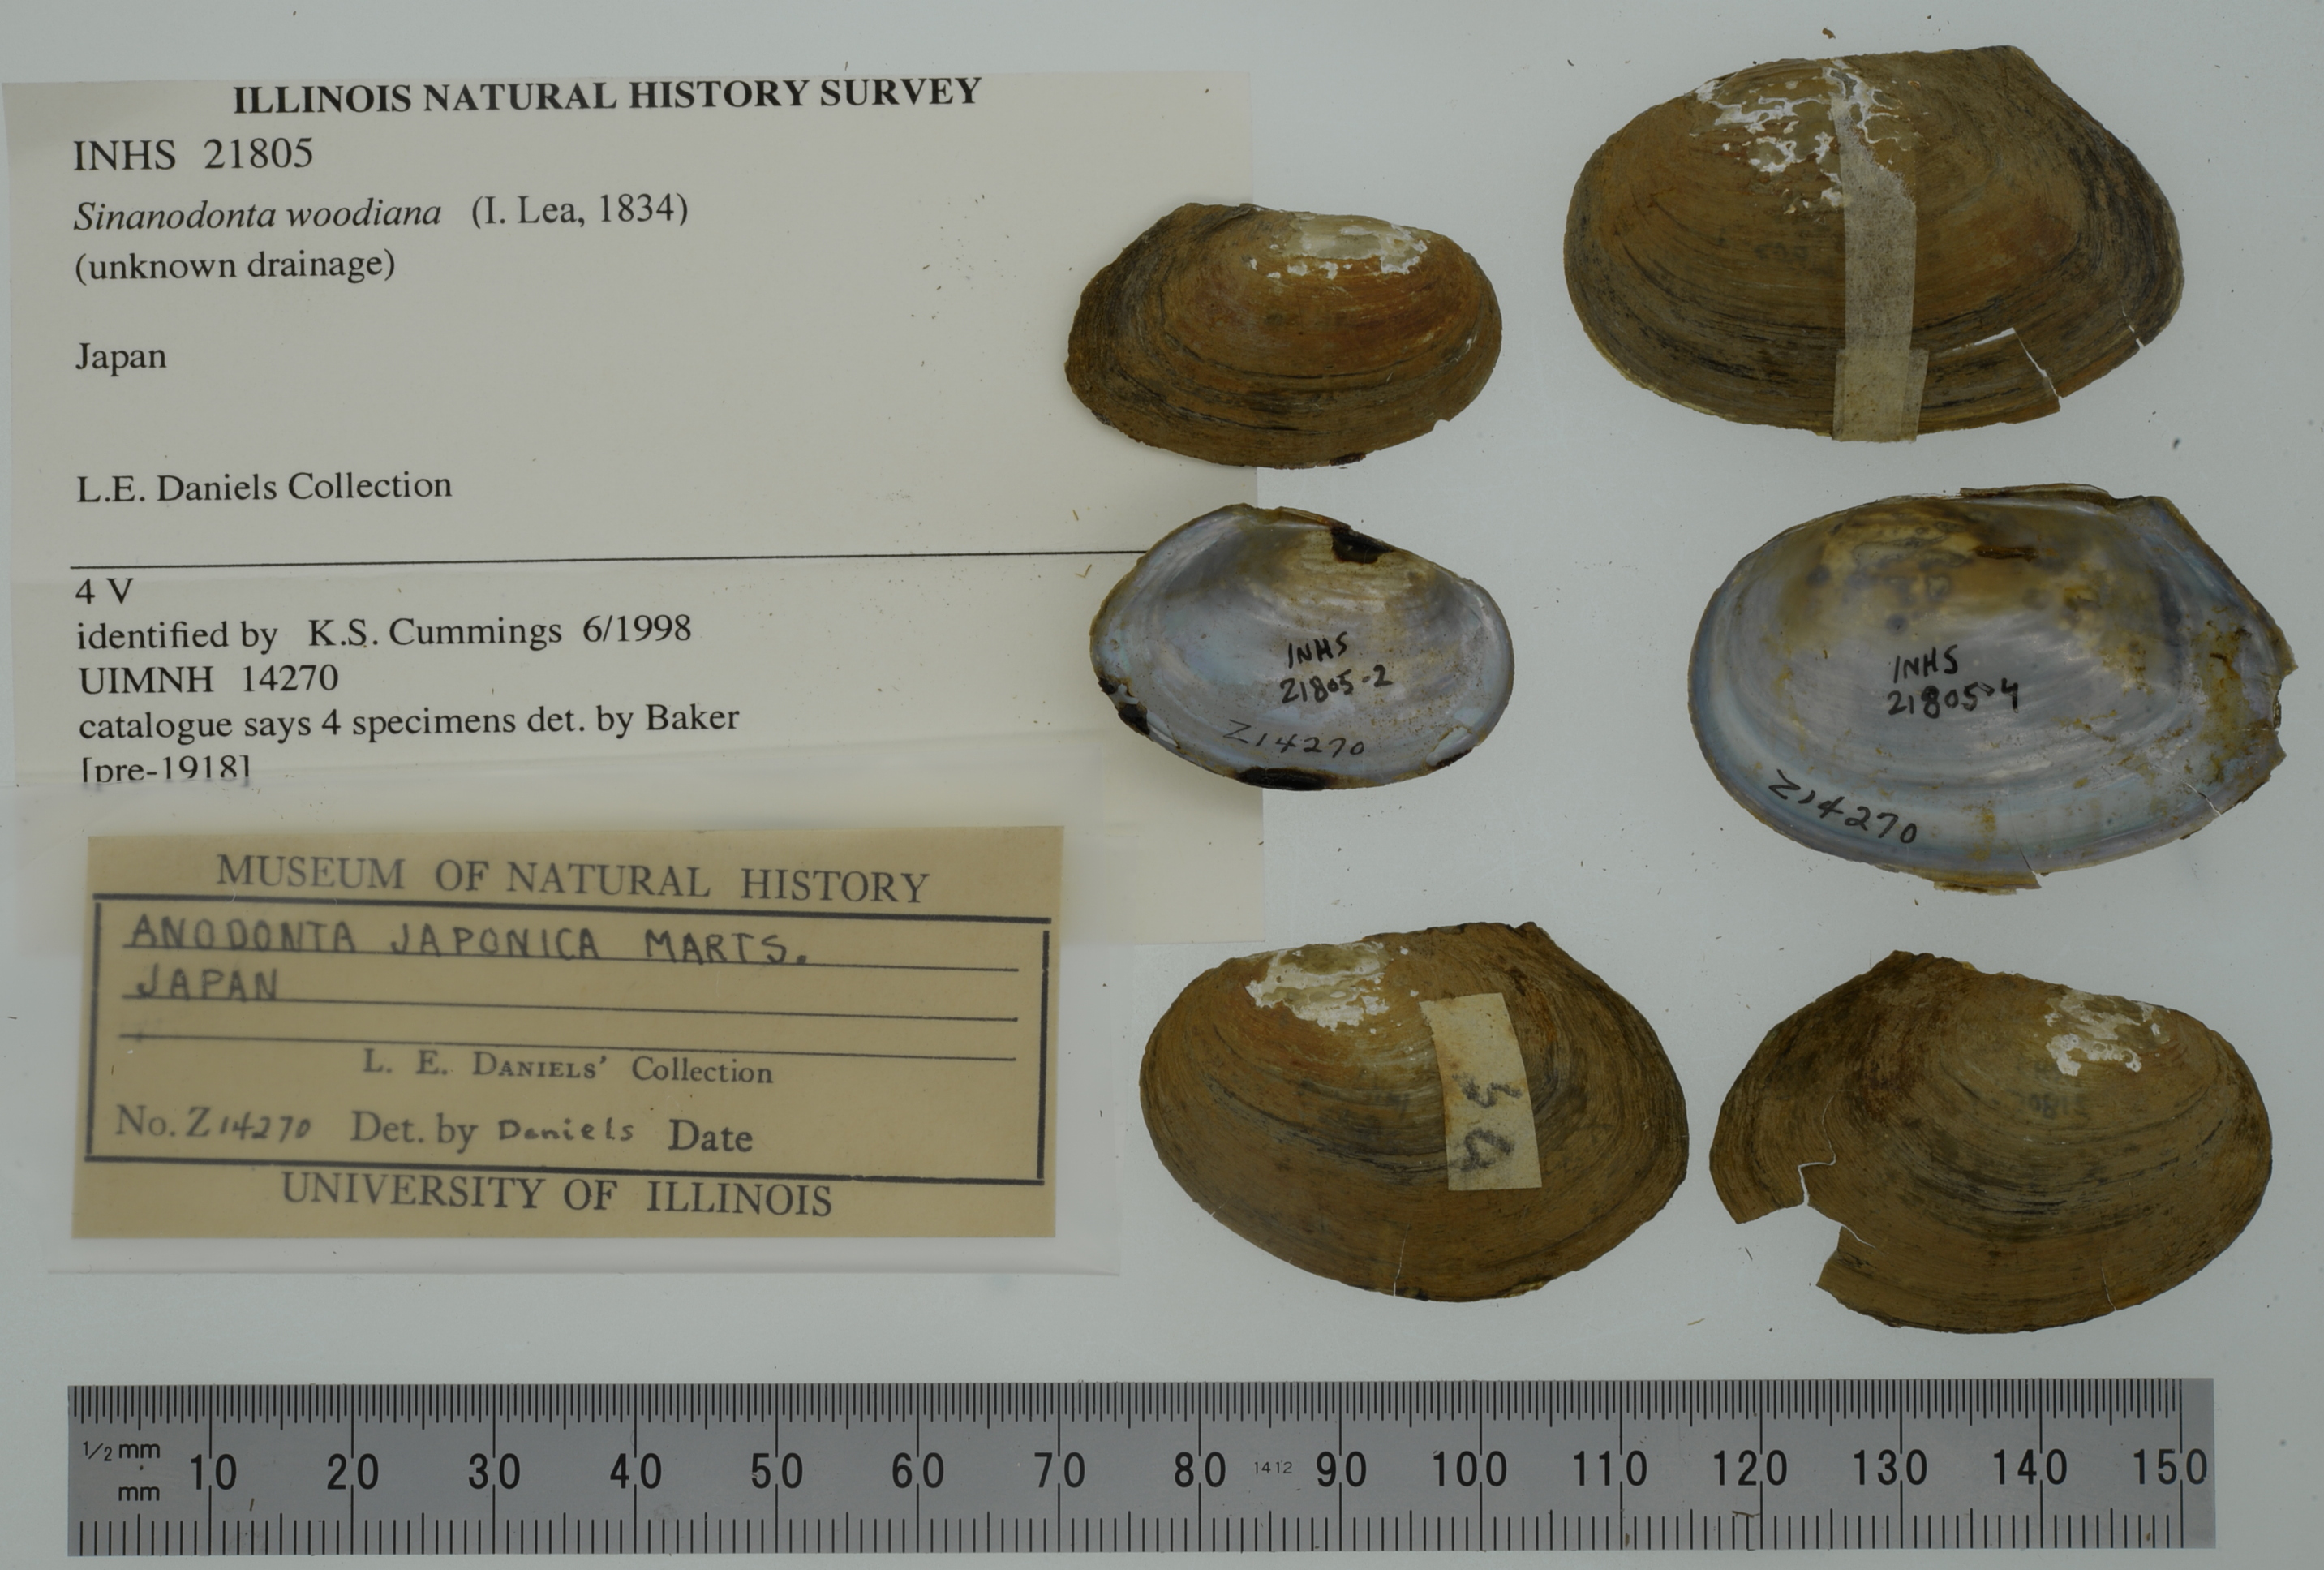 ILLINOIS NATURAL HISTORY SURVEY
INHS 21805
Sinanodonta woodiana (I. Lea, 1834)
(unknown drainage)
Japan
L.E. Daniels Collection
4 V
identified by K.S. Cummings 6/1998
UIMNH 14270
catalogue says 4 specimens det. by Baker
[pre-1918]
MUSEUM OF NATURAL HISTORY
ANODONTA JAPONICA MARTS.
JAPAN
L. E. DANIELS' Collection
No. Z14270 Det. by Daniels Date
UNIVERSITY OF ILLINOIS
INHS
21805-2
Z14270
INHS
21805-4
Z14270
1/2 mm
mm
10 20 30 40 50 60 70 80 1412 90 100 110 120 130 140 150